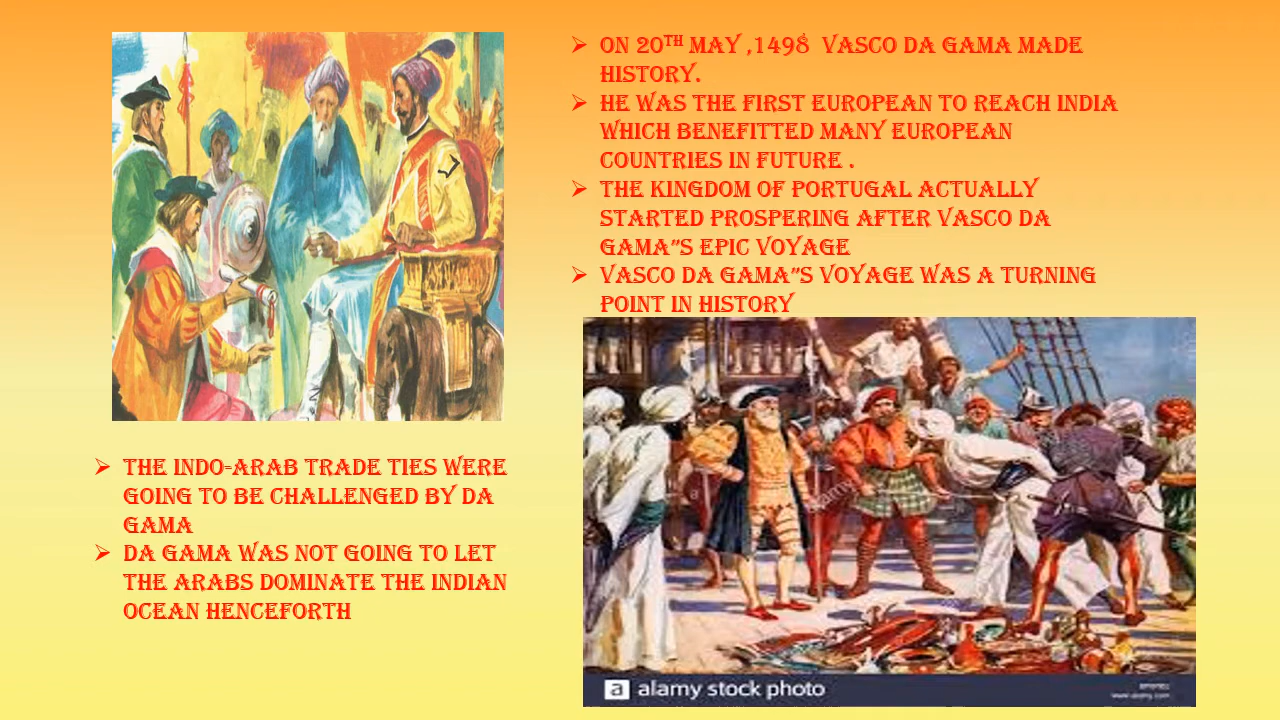 ➢ ON 20TH MAY ,1498 VASCO DA GAMA MADE
HISTORY.
➢ HE WAS THE FIRST EUROPEAN TO REACH INDIA
WHICH BENEFITTED MANY EUROPEAN
COUNTRIES IN FUTURE .
➢ THE KINGDOM OF PORTUGAL ACTUALLY
STARTED PROSPERING AFTER VASCO DA
GAMA"S EPIC VOYAGE
➢ VASCO DA GAMA"S VOYAGE WAS A TURNING
POINT IN HISTORY
➢ THE INDO-ARAB TRADE TIES WERE
GOING TO BE CHALLENGED BY DA
GAMA
➢ DA GAMA WAS NOT GOING TO LET
THE ARABS DOMINATE THE INDIAN
OCEAN HENCEFORTH
alamy
a alamy stock photo
www.alamy.com